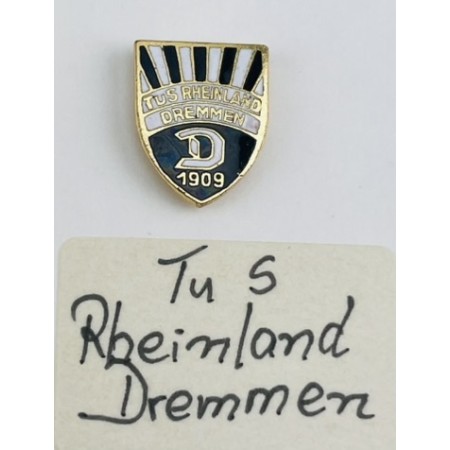 TUS RHEINLAND
DREMMEN
D
1909
Tu S
Rheinland
Dremmen